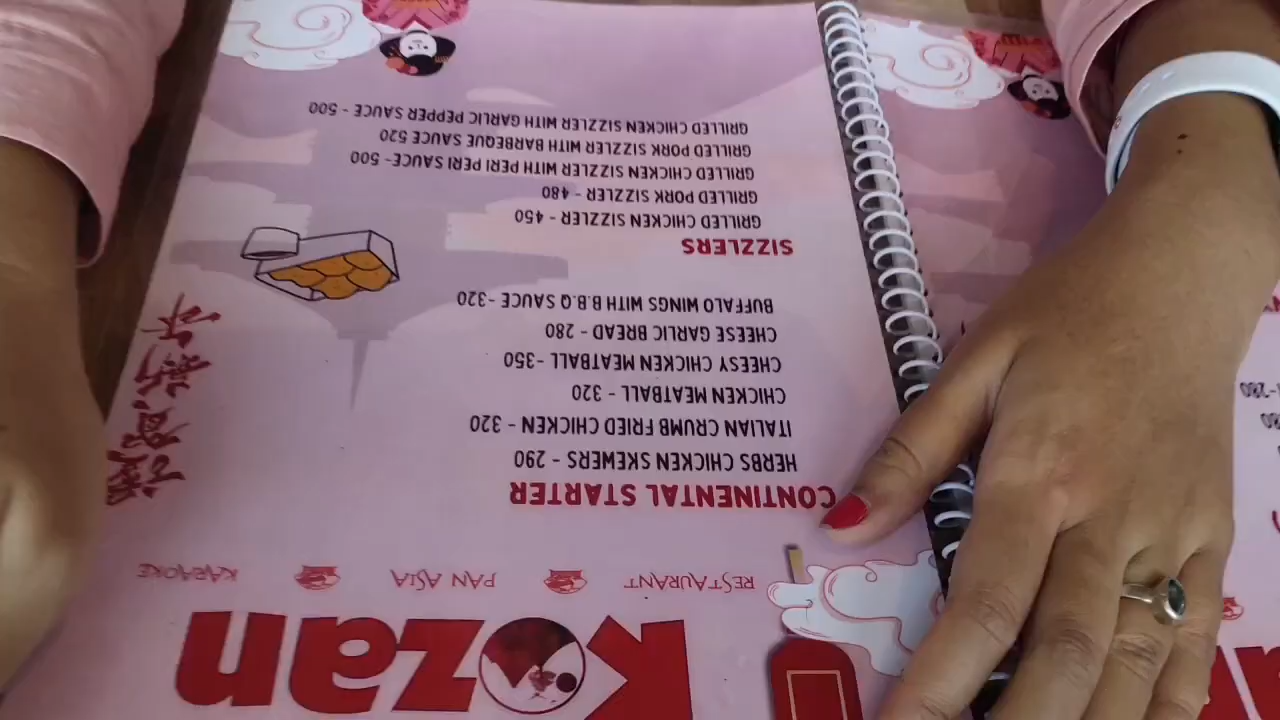 Kozan
RESTAURANT PAN ASIA KARAOKE
CONTINENTAL STARTER
HERBS CHICKEN SKEWERS - 290
ITALIAN CRUMB FRIED CHICKEN - 320
CHICKEN MEATBALL - 320
CHEESY CHICKEN MEATBALL -350
CHEESE GARLIC BREAD - 280
BUFFALO WINGS WITH B.B.Q SAUCE -320
SIZZLERS
GRILLED CHICKEN SIZZLER - 450
GRILLED PORK SIZZLER - 480
GRILLED CHICKEN SIZZLER WITH PERI PERI SAUCE- 500
GRILLED PORK SIZZLER WITH BARBEQUE SAUCE 520
GRILLED CHICKEN SIZZLER WITH GARLIC PEPPER SAUCE - 500